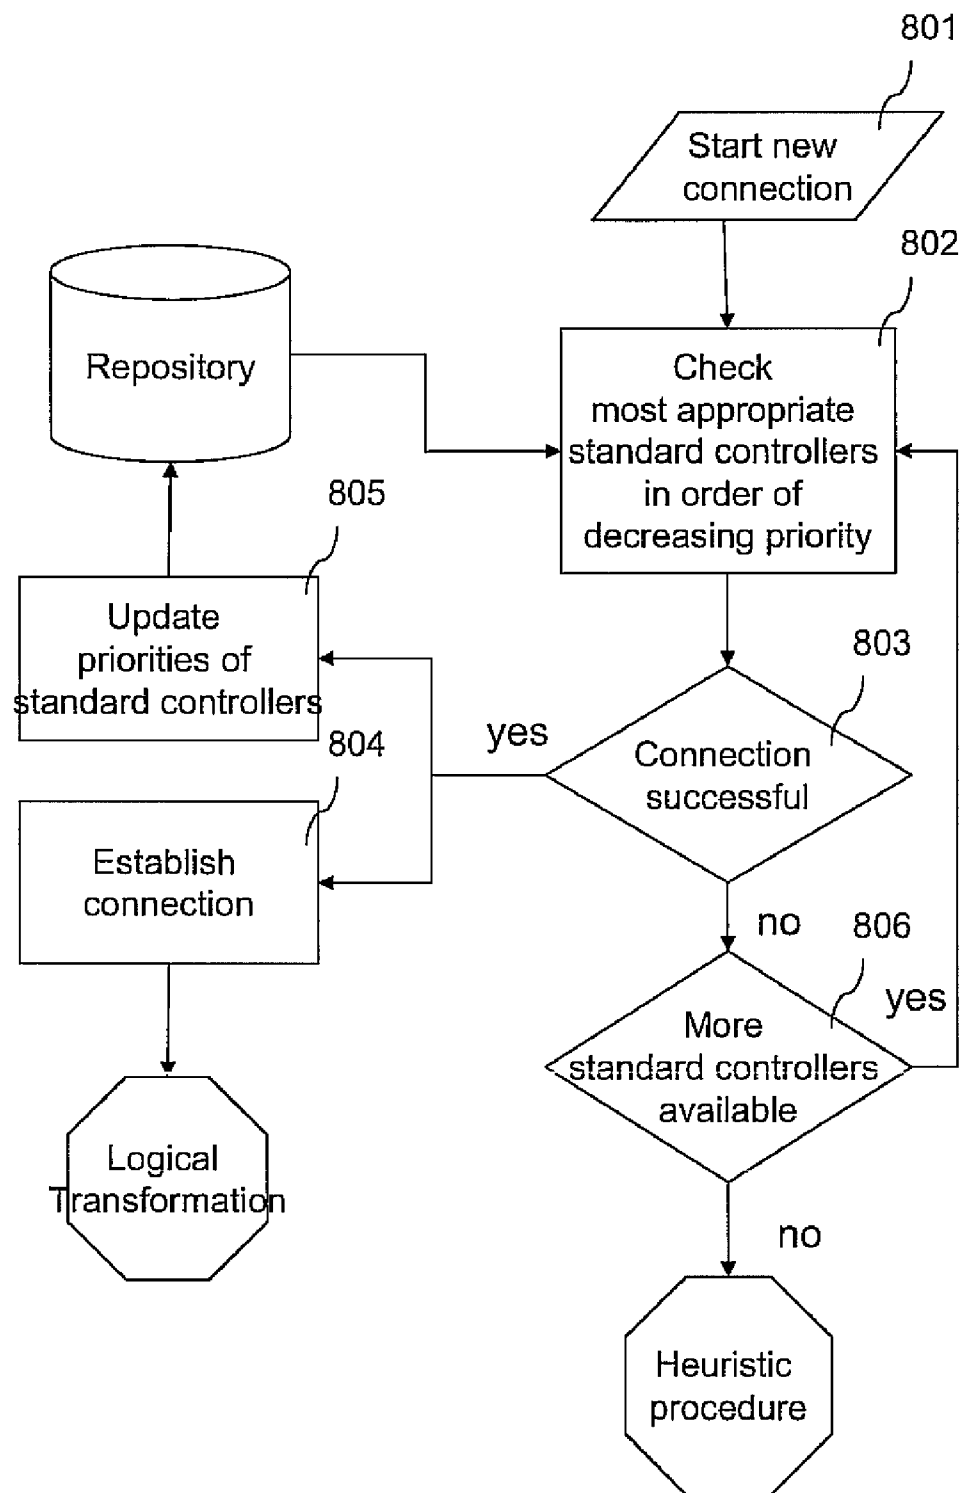 801
Start new
connection
802
Repository
Check
most appropriate
standard controllers
in order of
decreasing priority
805
Update
priorities of
standard controllers
803
yes
Connection
successful
804
Establish
connection
no
806
yes
More
standard controllers
available
Logical
Transformation
no
Heuristic
procedure